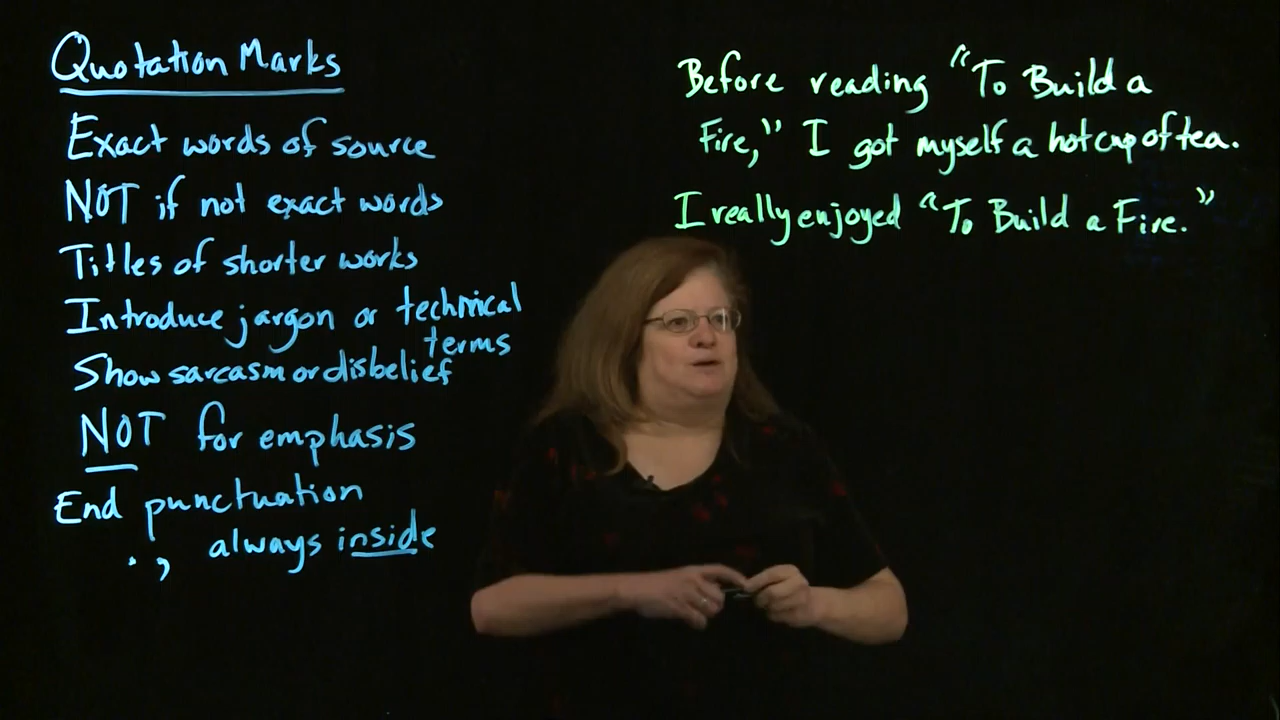 Quotation Marks
Exact words of source
NOT if not exact words
Titles of shorter works
Introduce jargon or technical
terms
Show sarcasm or disbelief
NOT for emphasis
End punctuation
. , always inside
Before reading “To Build a
Fire,” I got myself a hot cup of tea.
I really enjoyed “To Build a Fire.”